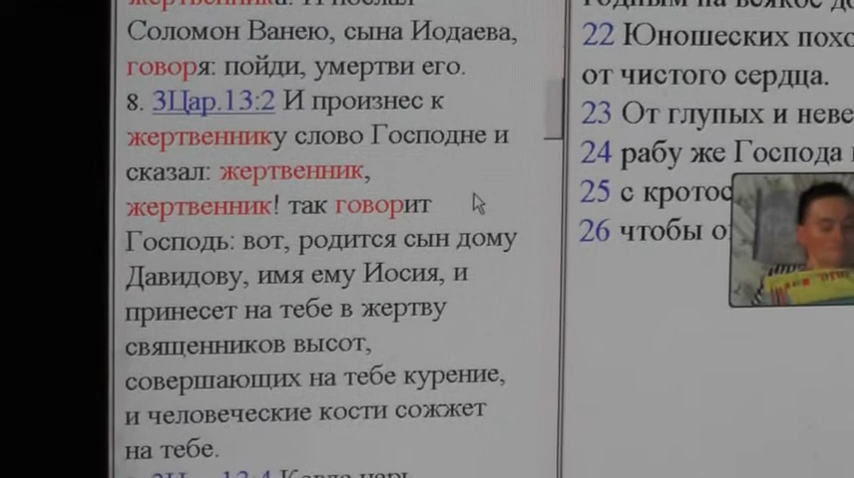 жертвенника. И послал
Соломон Ванею, сына Иодаева,
говоря: пойди, умертви его.
8. 3Цар.13:2 И произнес к
жертвеннику слово Господне и
сказал: жертвенник,
жертвенник! так говорит
Господь: вот, родится сын дому
Давидову, имя ему Иосия, и
принесет на тебе в жертву
священников высот,
совершающих на тебе курение,
и человеческие кости сожжет
на тебе.
22 Юношеских похо
от чистого сердца.
23 От глупых и неве
24 рабу же Господа
25 с кротос
26 чтобы о